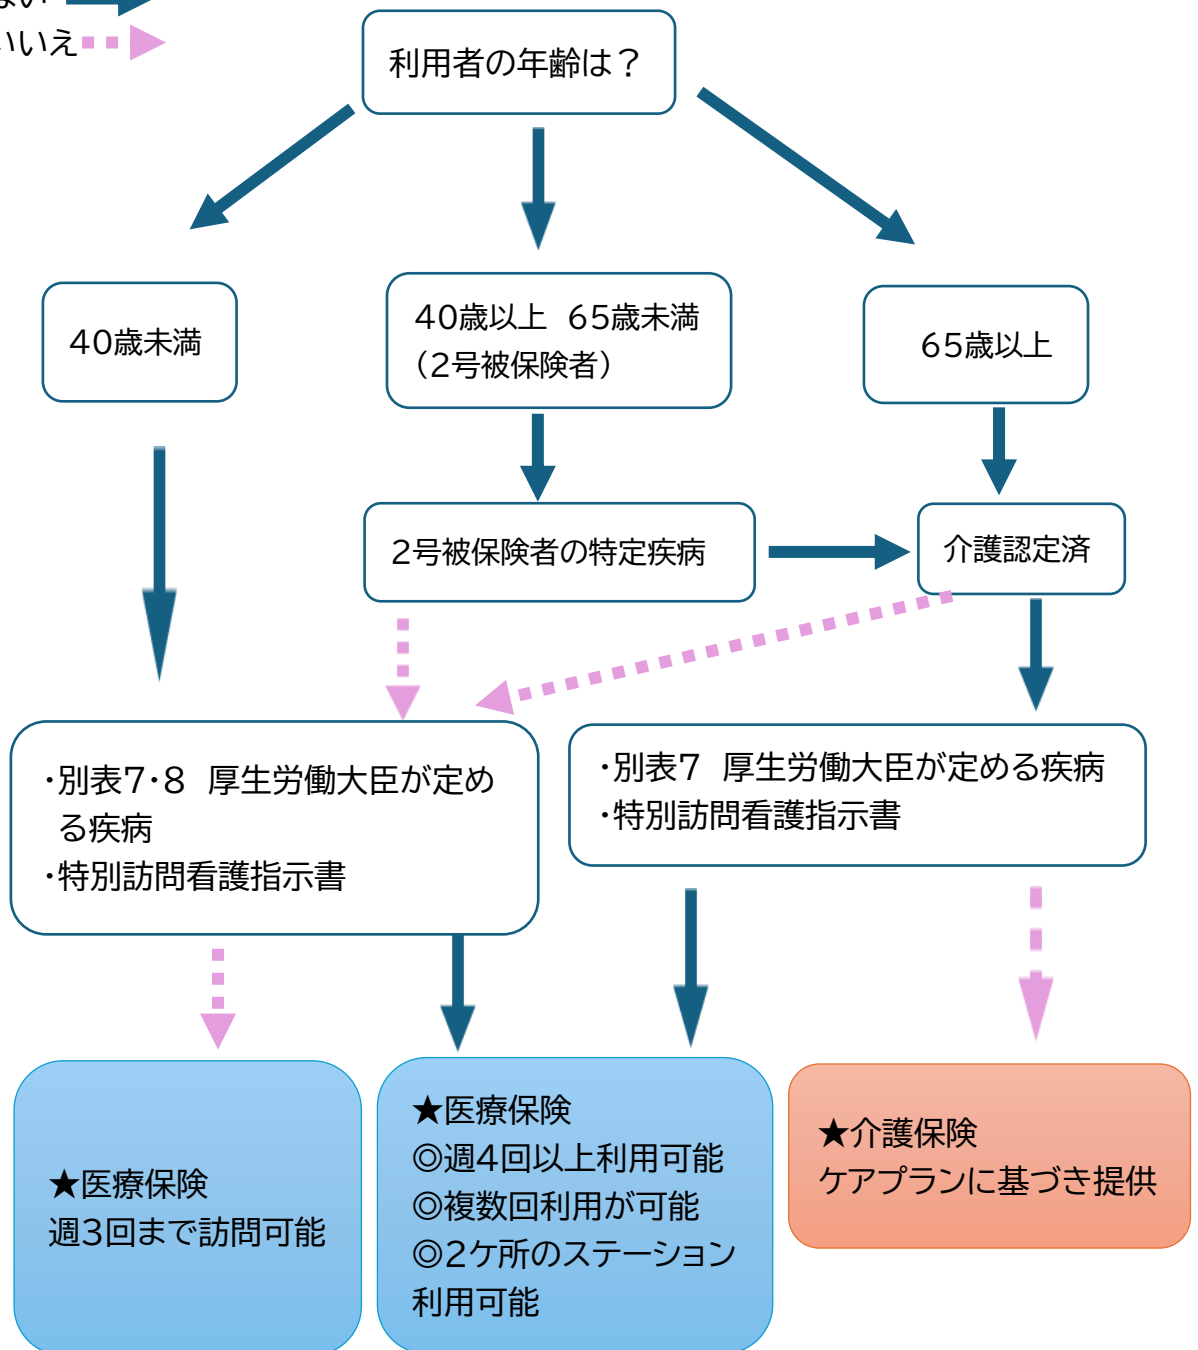 はい
いいえ
利用者の年齢は？
40歳未満
40歳以上 65歳未満
（2号被保険者）
65歳以上
2号被保険者の特定疾病
介護認定済
・別表7・8 厚生労働大臣が定め
る疾病
・特別訪問看護指示書
・別表7 厚生労働大臣が定める疾病
・特別訪問看護指示書
★医療保険
週3回まで訪問可能
★医療保険
◎週4回以上利用可能
◎複数回利用が可能
◎2ケ所のステーション
利用可能
★介護保険
ケアプランに基づき提供